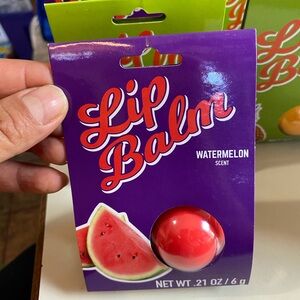 Lip
Balm
WATERMELON
SCENT
NET WT .21 OZ / 6 g